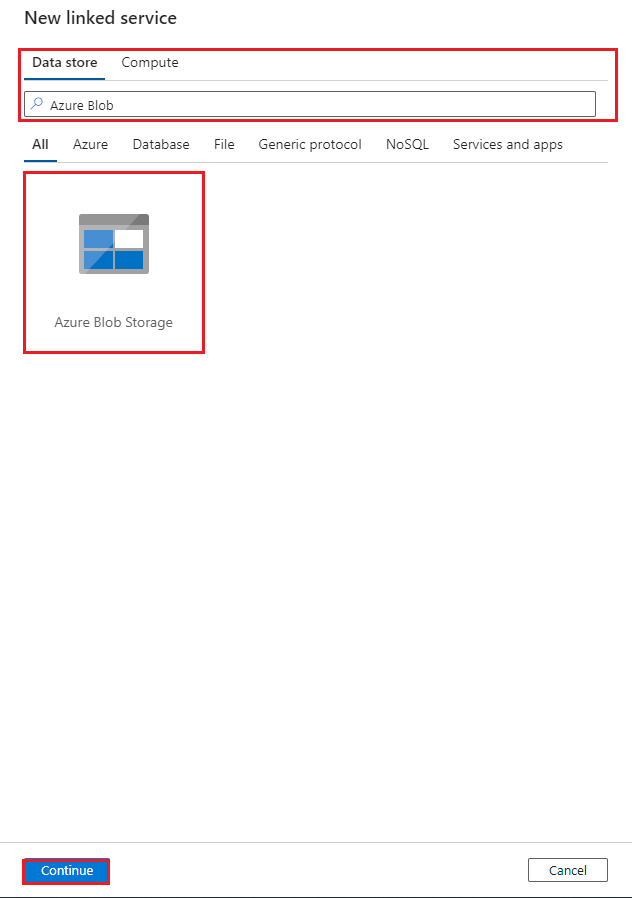 New linked service
Data store Compute
Azure Blob
All Azure Database File Generic protocol NoSQL Services and apps
Azure Blob Storage
Continue Cancel